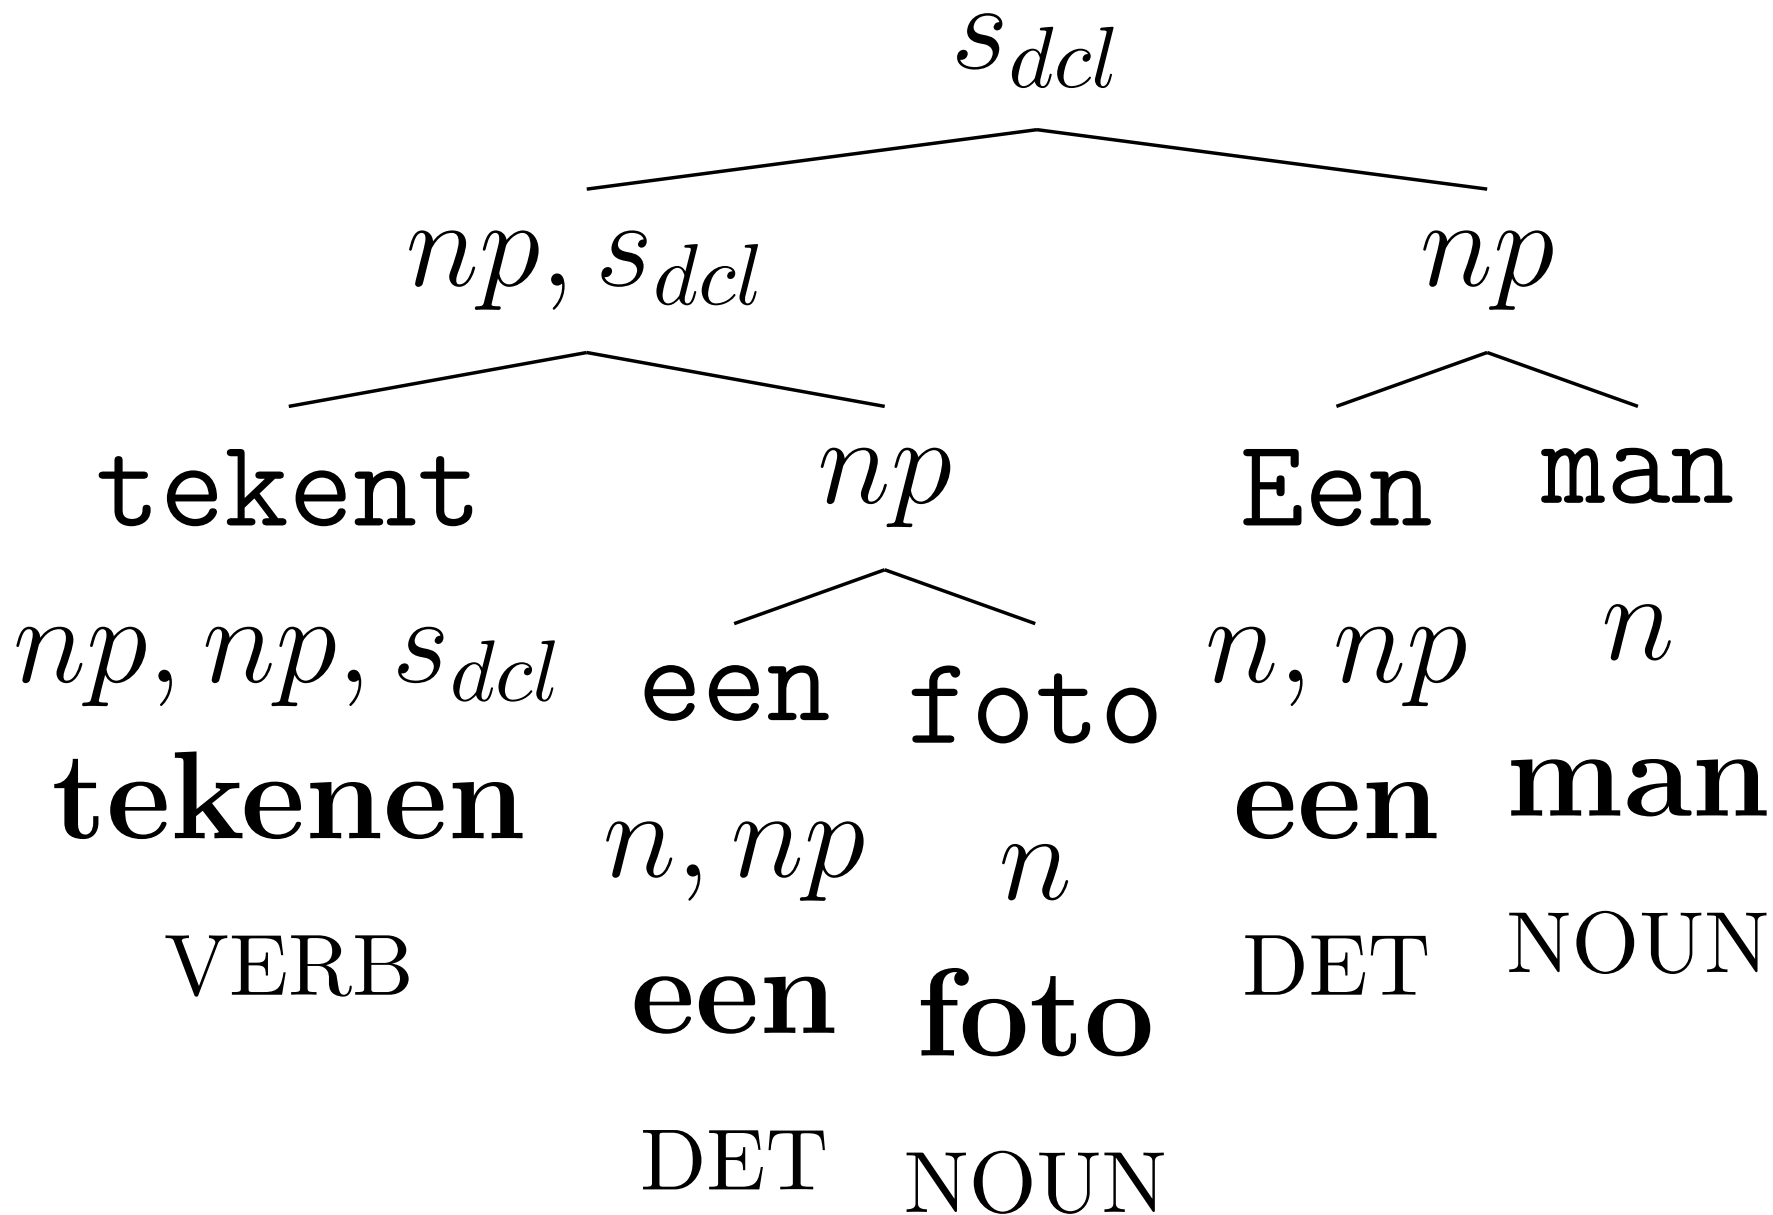 s_dcl
np, s_dcl np
tekent np Een man
np, np, s_dcl een foto n, np n
tekenen n, np n een man
VERB een foto DET NOUN
DET NOUN